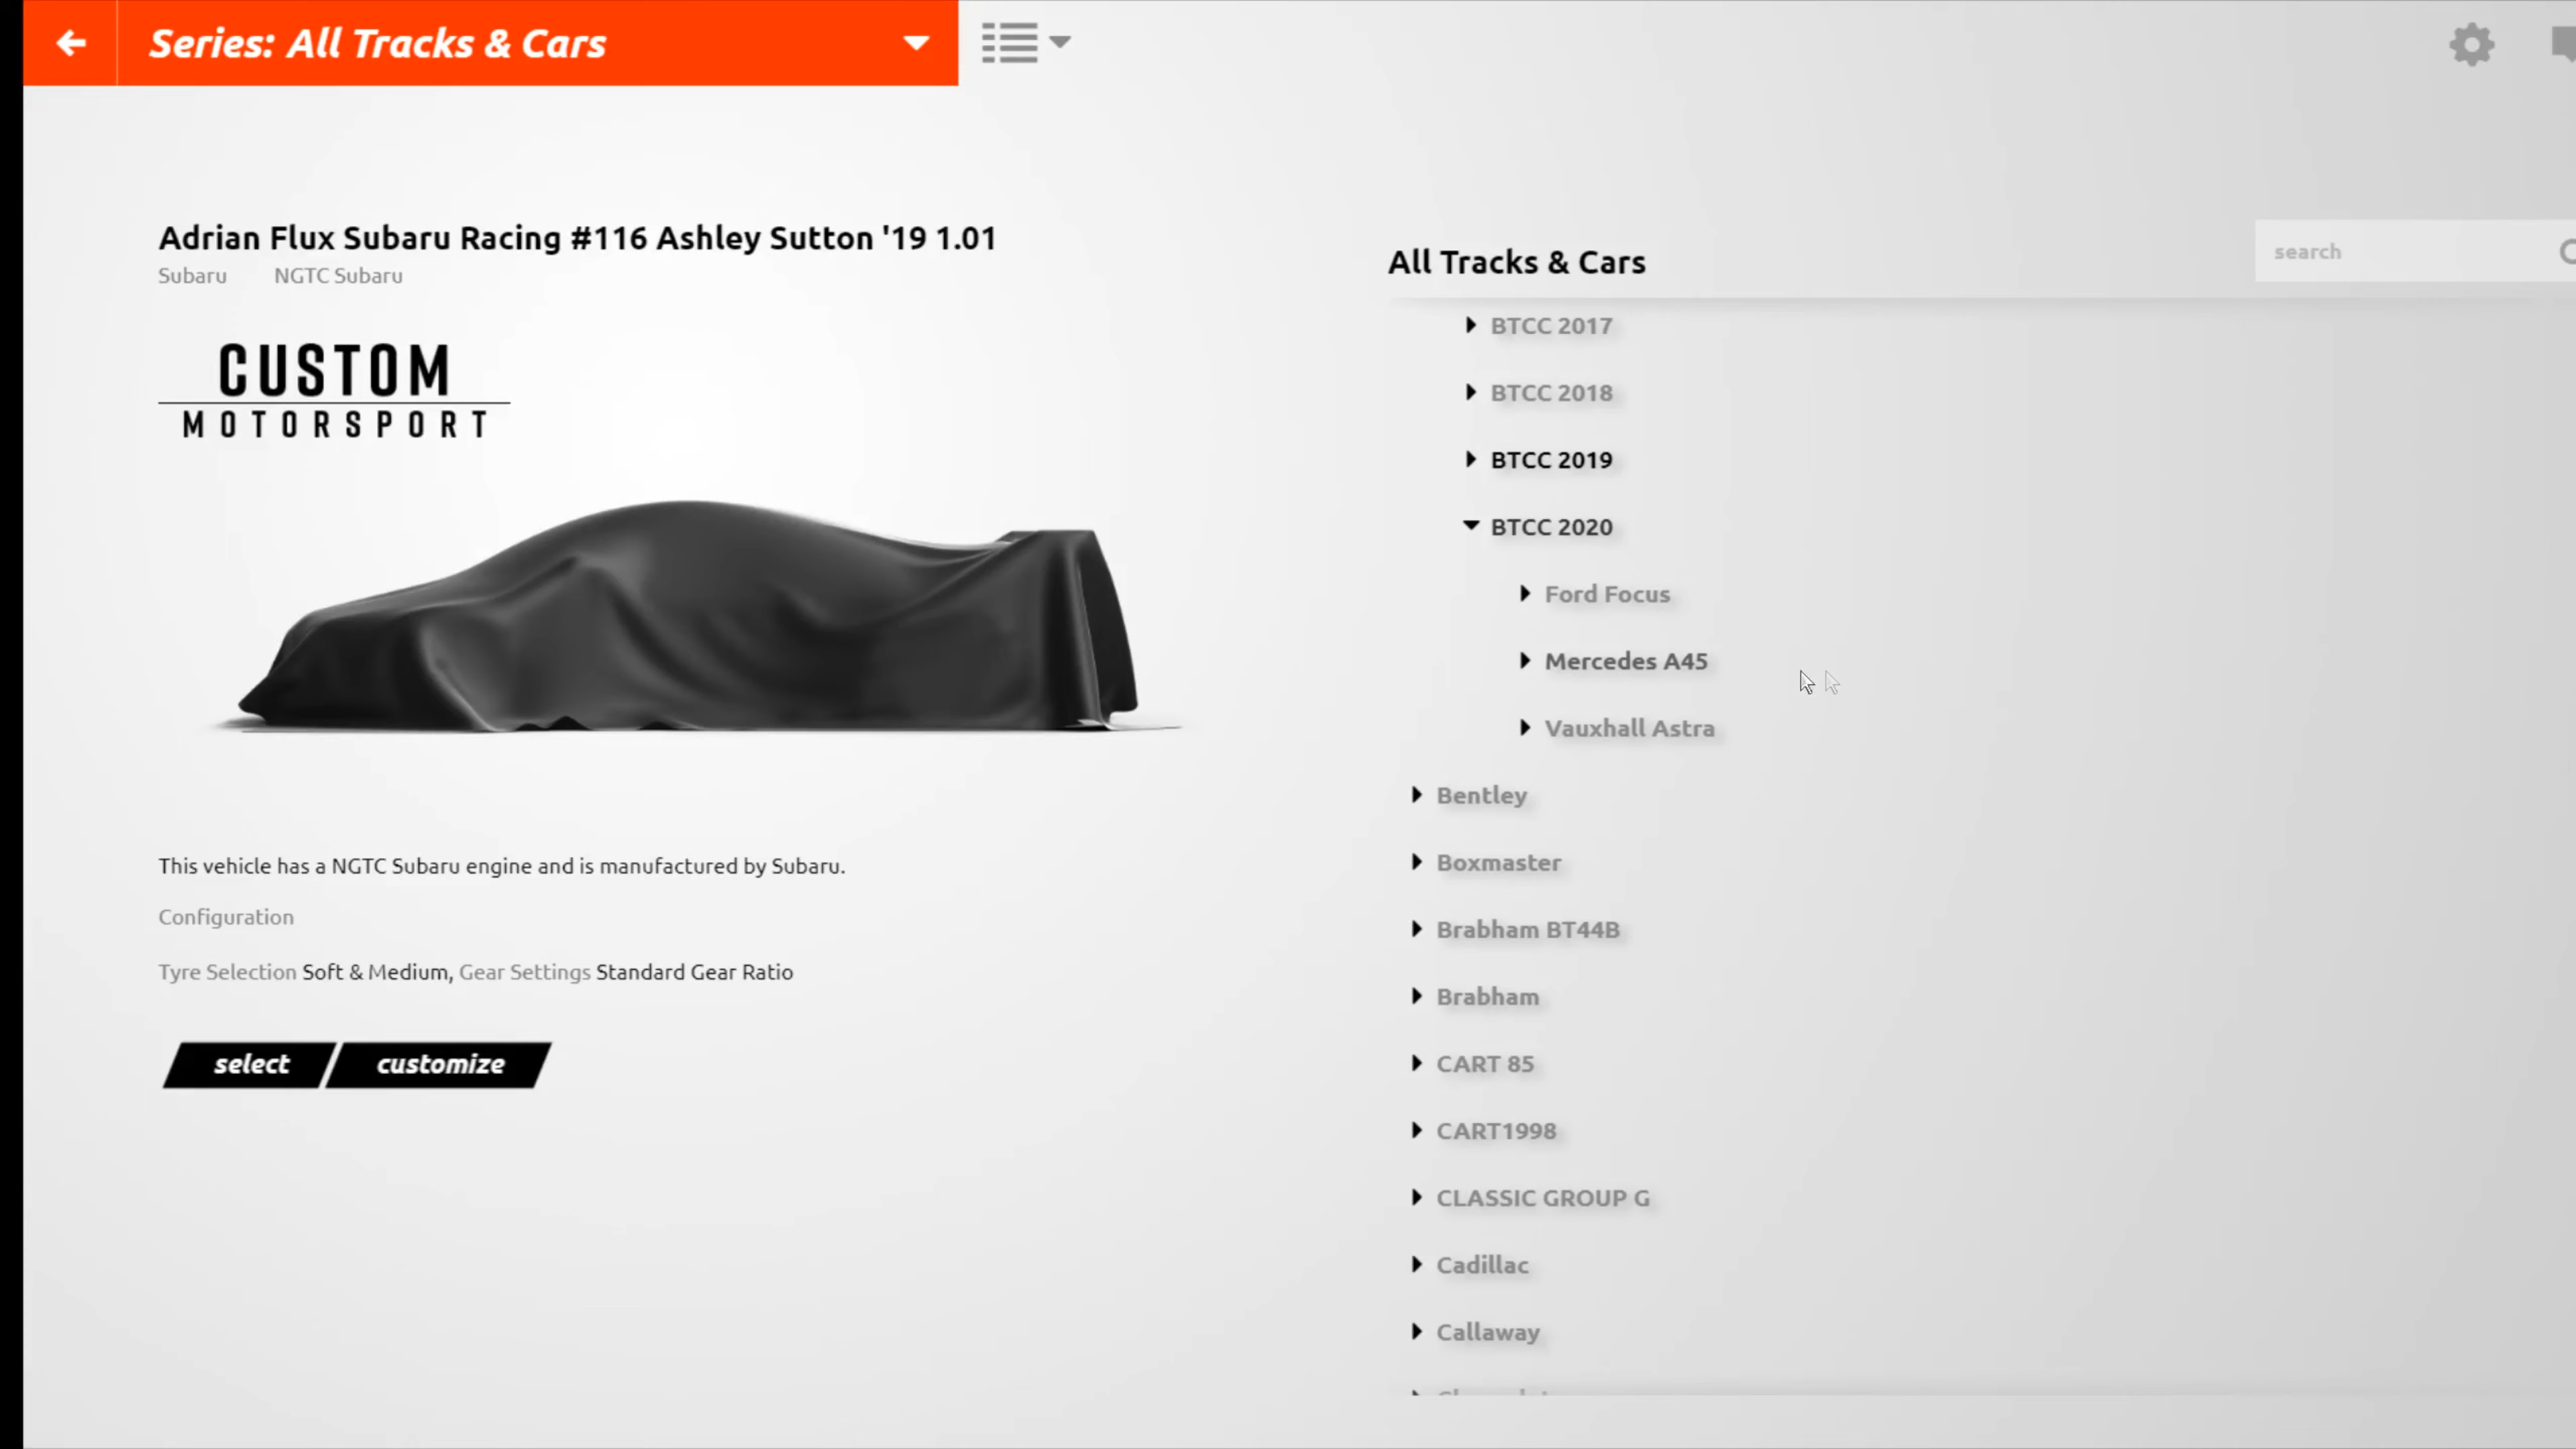 Series: All Tracks & Cars
Adrian Flux Subaru Racing #116 Ashley Sutton '19 1.01
Subaru NGTC Subaru
CUSTOM
MOTORSPORT
This vehicle has a NGTC Subaru engine and is manufactured by Subaru.
Configuration
Tyre Selection Soft & Medium, Gear Settings Standard Gear Ratio
select customize
All Tracks & Cars
search
BTCC 2017
BTCC 2018
BTCC 2019
BTCC 2020
Ford Focus
Mercedes A45
Vauxhall Astra
Bentley
Boxmaster
Brabham BT44B
Brabham
CART 85
CART1998
CLASSIC GROUP G
Cadillac
Callaway